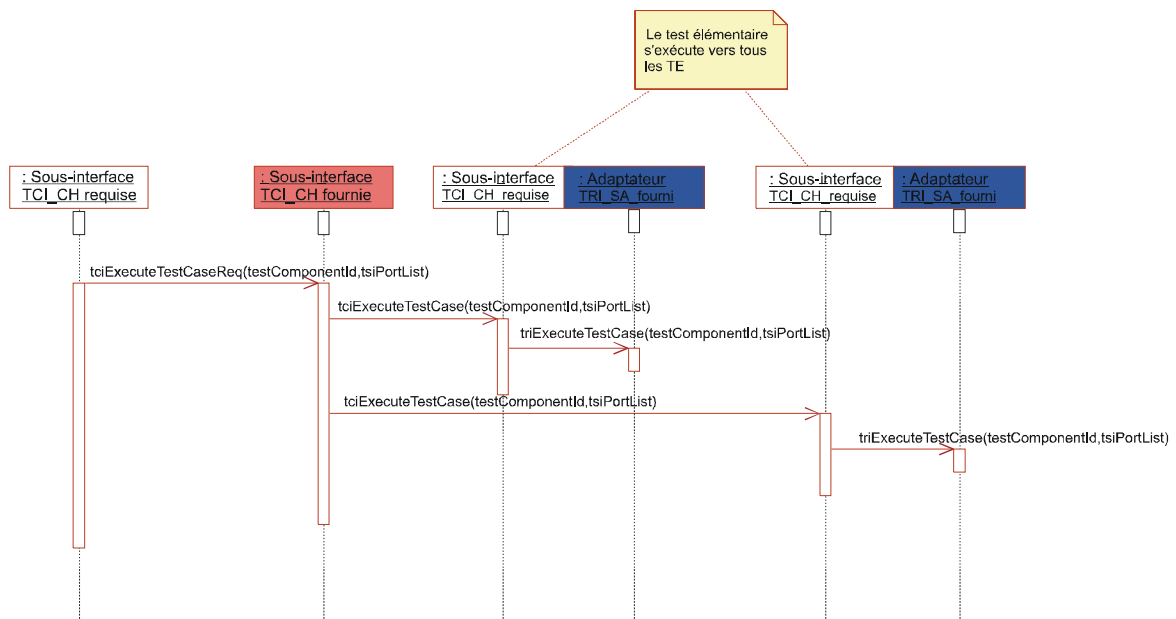 Le test élémentaire
s'exécute vers tous
les TE
: Sous-interface
TCI_CH requise
: Sous-interface
TCI_CH fournie
: Sous-interface
TCI_CH_requise
: Adaptateur
TRI_SA_fourni
: Sous-interface
TCI_CH_requise
: Adaptateur
TRI_SA_fourni
tciExecuteTestCaseReq(testComponentId,tsiPortList)
tciExecuteTestCase(testComponentId,tsiPortList)
triExecuteTestCase(testComponentId,tsiPortList)
tciExecuteTestCase(testComponentId,tsiPortList)
triExecuteTestCase(testComponentId,tsiPortList)